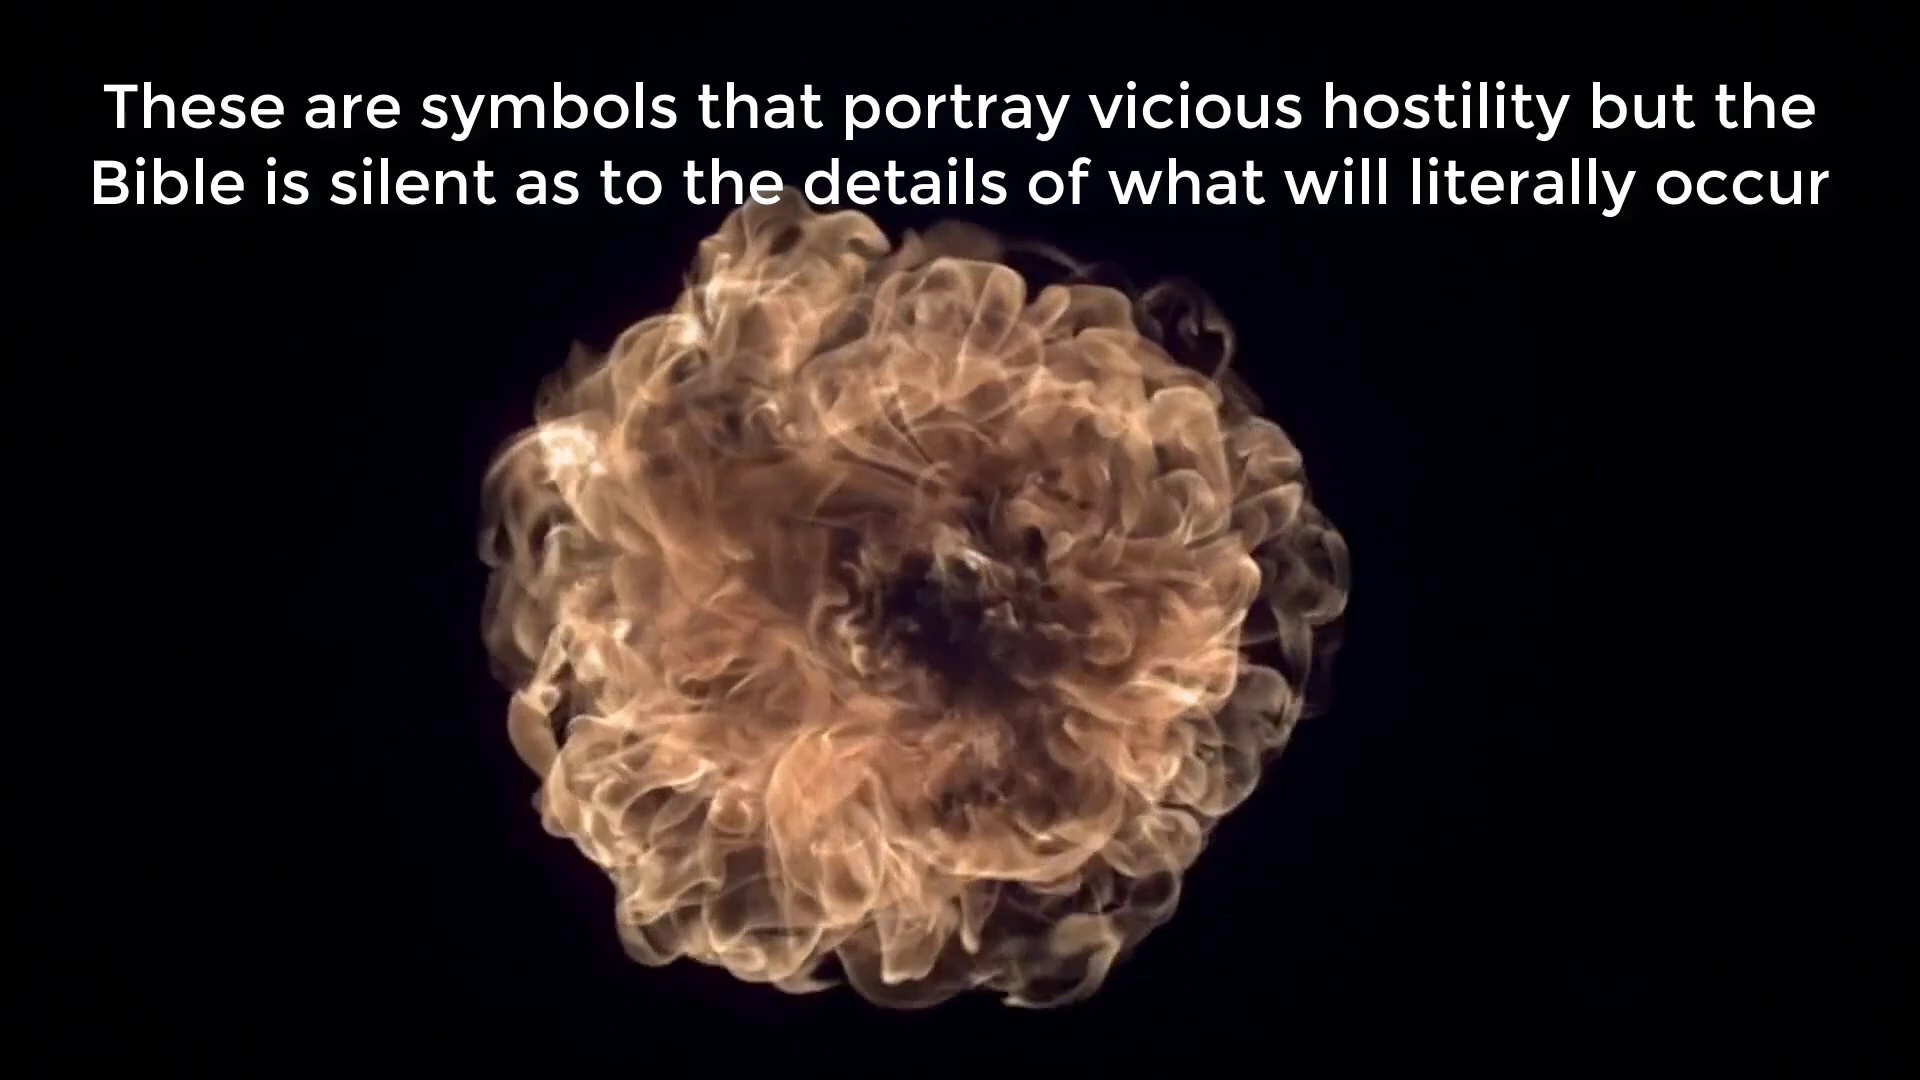 These are symbols that portray vicious hostility but the
Bible is silent as to the details of what will literally occur